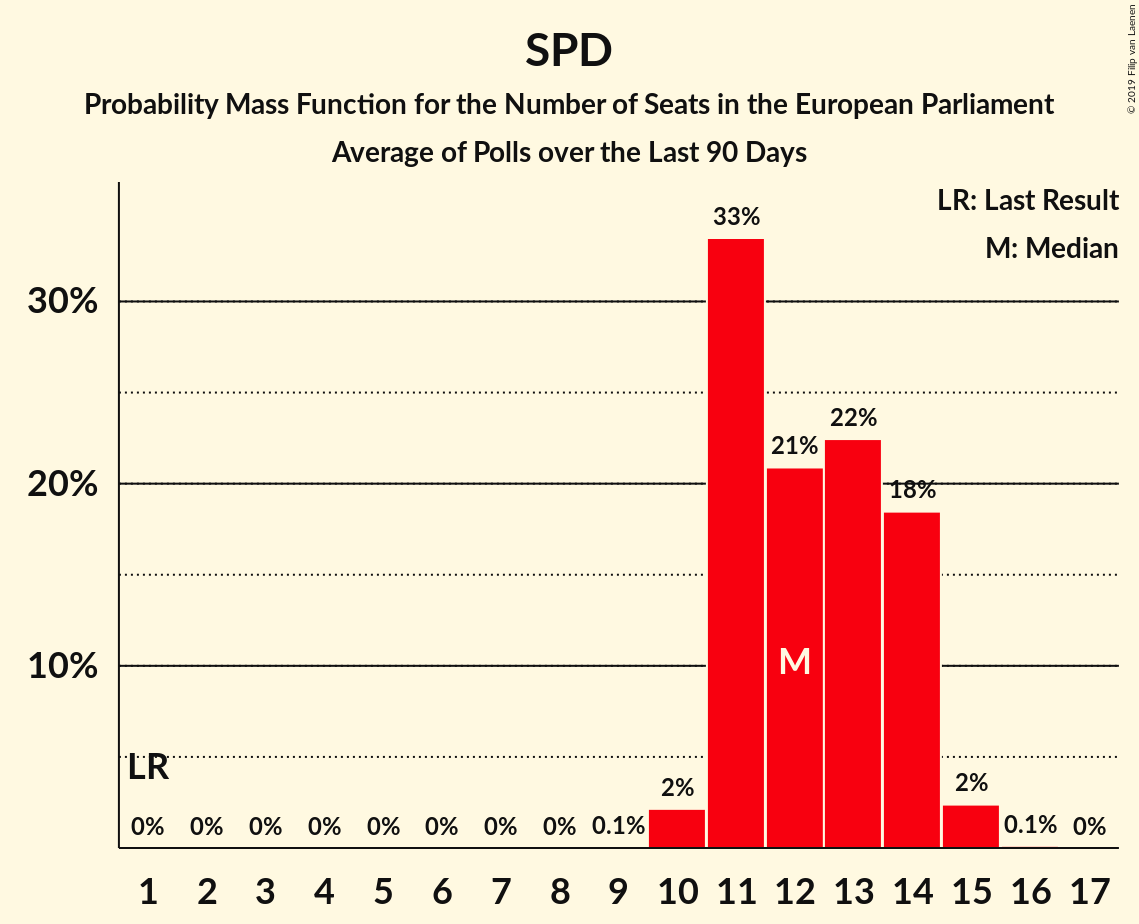 SPD
Probability Mass Function for the Number of Seats in the European Parliament
Average of Polls over the Last 90 Days
© 2019 Filip van Laenen
LR: Last Result
M: Median
33%
30%
22%
21%
20%
18%
M
10%
LR
2%
2%
0% 0% 0% 0% 0% 0% 0% 0% 0.1% 0.1% 0%
1 2 3 4 5 6 7 8 9 10 11 12 13 14 15 16 17